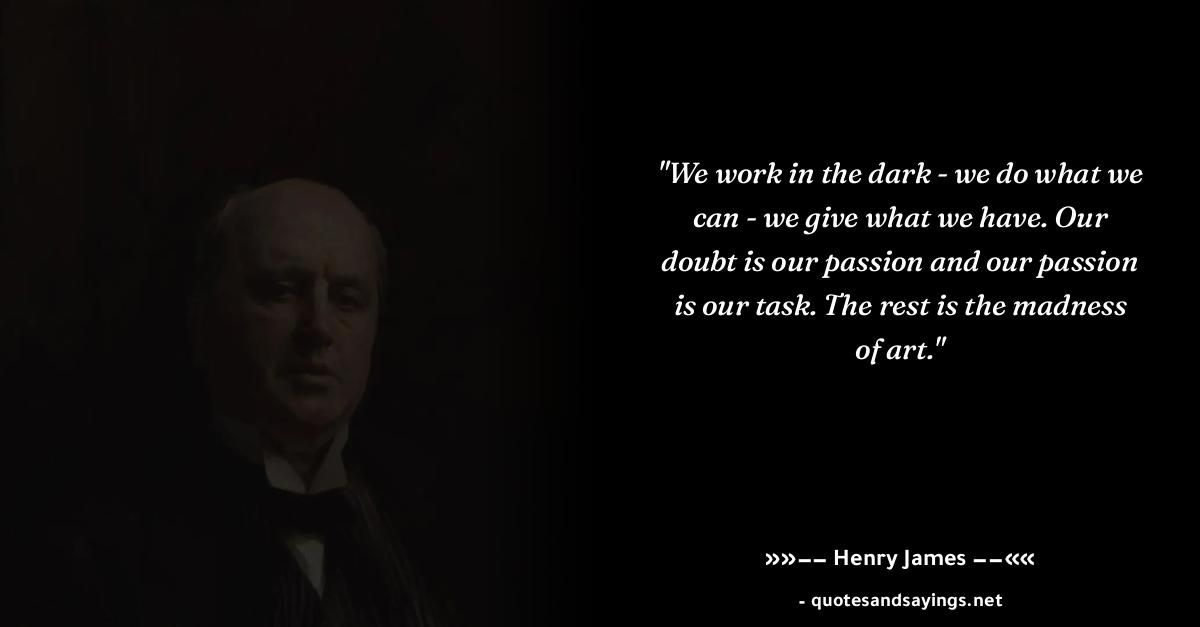 "We work in the dark - we do what we
can - we give what we have. Our
doubt is our passion and our passion
is our task. The rest is the madness
of art."
»»−− Henry James −−««
- quotesandsayings.net